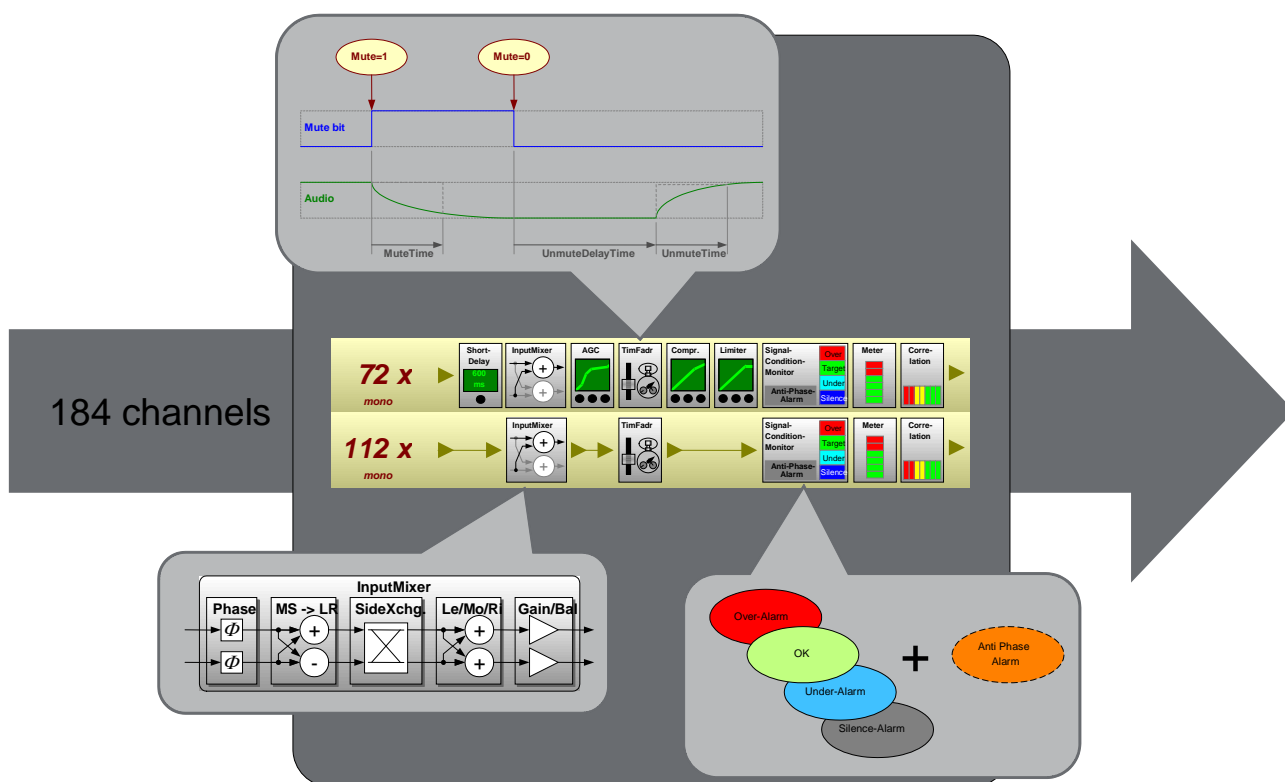 Mute=1
Mute=0
Mute bit
Audio
MuteTime
UnmuteDelayTime
UnmuteTime
184 channels
72 x
mono
Short-
Delay
600
ms
InputMixer
AGC
TimFadr
Compr.
Limiter
Signal-
Condition-
Monitor
Anti-Phase-
Alarm
Over
Target
Under
Silence
Meter
Corre-
lation
112 x
mono
InputMixer
TimFadr
Signal-
Condition-
Monitor
Anti-Phase-
Alarm
Over
Target
Under
Silence
Meter
Corre-
lation
InputMixer
Phase
MS -> LR
SideXchg.
Le/Mo/Ri
Gain/Bal
Φ
+
+
Φ
-
+
Over-Alarm
OK
Under-Alarm
Silence-Alarm
+
Anti Phase
Alarm